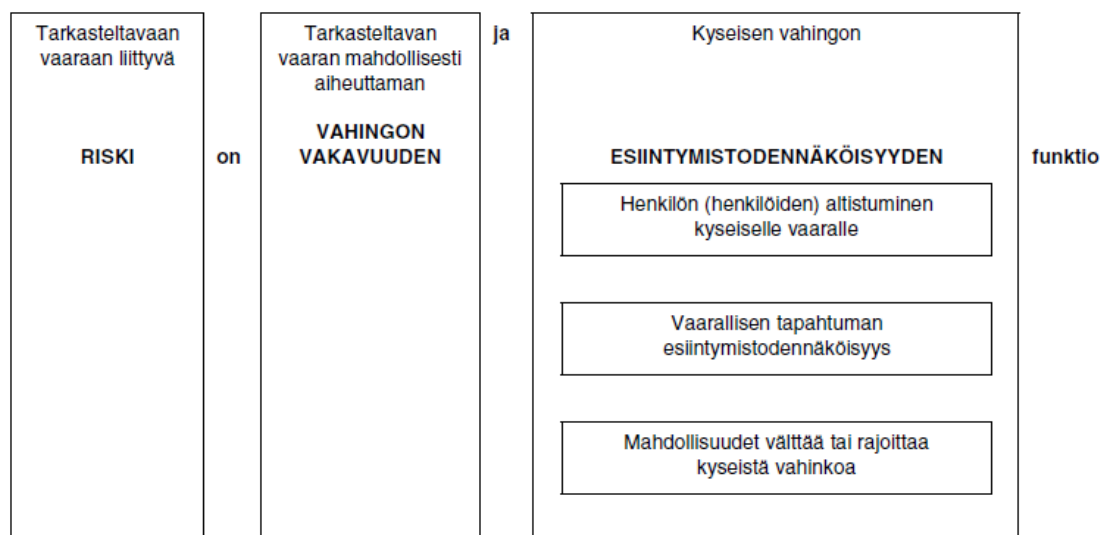 Tarkasteltavaan
vaaraan liittyvä
RISKI
on
Tarkasteltavan
vaaran mahdollisesti
aiheuttaman
VAHINGON
VAKAVUUDEN
ja
Kyseisen vahingon
ESIINTYMISTODENNÄKÖISYYDEN
Henkilön (henkilöiden) altistuminen
kyseiselle vaaralle
Vaarallisen tapahtuman
esiintymistodennäköisyys
Mahdollisuudet välttää tai rajoittaa
kyseistä vahinkoa
funktio